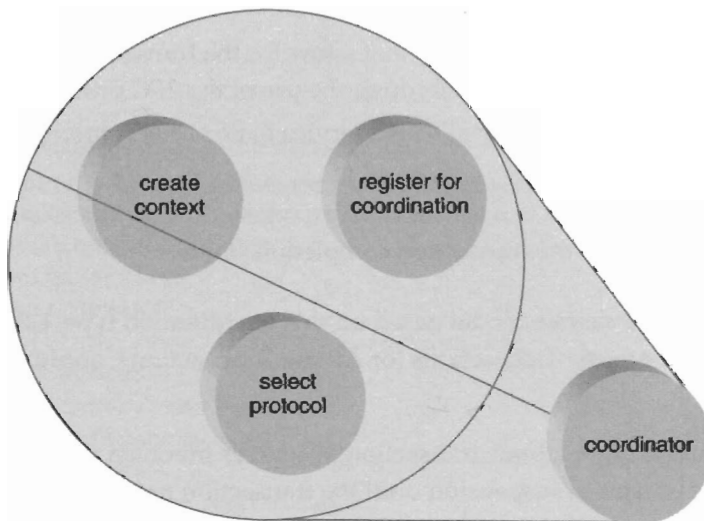 create
context
register for
coordination
select
protocol
coordinator